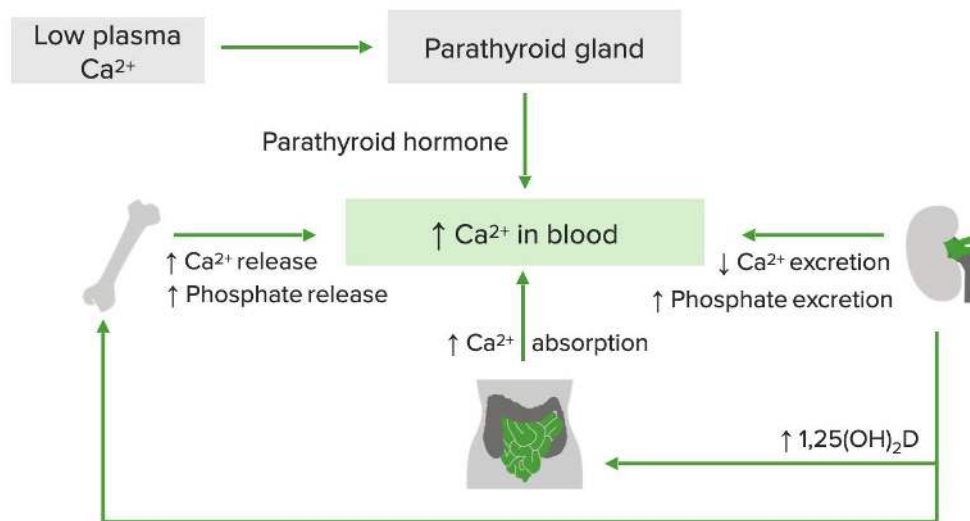 Low plasma
Ca²⁺
Parathyroid gland
Parathyroid hormone
↑ Ca²⁺ in blood
↑ Ca²⁺ release
↑ Phosphate release
↓ Ca²⁺ excretion
↑ Phosphate excretion
↑ Ca²⁺ absorption
↑ 1,25(OH)₂D